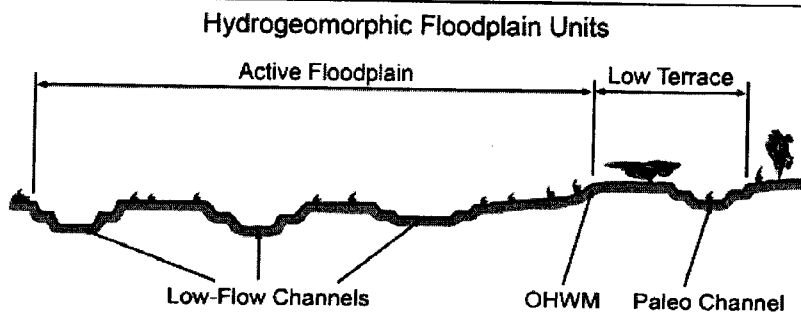 Hydrogeomorphic Floodplain Units
Active Floodplain
Low Terrace
Low-Flow Channels
OHWM
Paleo Channel